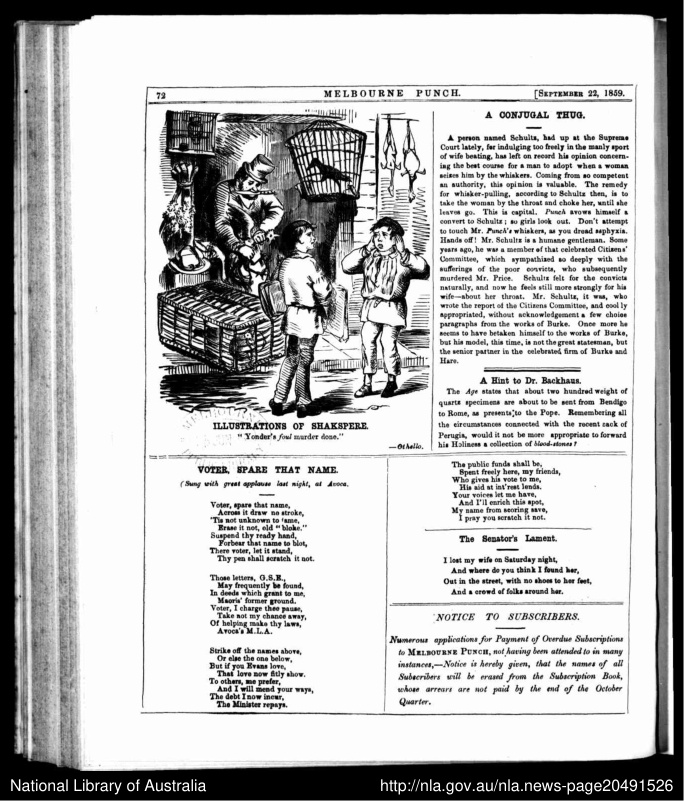 72
MELBOURNE PUNCH.
[SEPTEMBER 22, 1859.
ILLUSTRATIONS OF SHAKSPERE.
"Yonder's foul murder done."
—Othello.
A CONJUGAL THUG.
A person named Schultz, had up at the Supreme
Court lately, for indulging too freely in the manly sport
of wife beating, has left on record his opinion concern-
ing the best course for a man to adopt when a woman
seizes him by the whiskers. Coming from so competent
an authority, this opinion is valuable. The remedy
for whisker-pulling, according to Schultz then, is to
take the woman by the throat and choke her, until she
leaves go. This is capital. Punch avows himself a
convert to Schultz; so girls look out. Don't attempt
to touch Mr. Punch's whiskers, as you dread asphyxia.
Hands off! Mr. Schultz is a humane gentleman. Some
years ago, he was a member of that celebrated Citizens'
Committee, which sympathized so deeply with the
sufferings of the poor convicts, who subsequently
murdered Mr. Price. Schultz felt for the convicts
naturally, and now he feels still more strongly for his
wife—about her throat. Mr. Schultz, it was, who
wrote the report of the Citizens Committee, and coolly
appropriated, without acknowledgement a few choice
paragraphs from the works of Burke. Once more he
seems to have betaken himself to the works of Burke,
but his model, this time, is not the great statesman, but
the senior partner in the celebrated firm of Burke and
Hare.
A Hint to Dr. Backhaus.
The Age states that about two hundred weight of
quartz specimens are about to be sent from Bendigo
to Rome, as presents to the Pope. Remembering all
the circumstances connected with the recent sack of
Perugia, would it not be more appropriate to forward
his Holiness a collection of blood-stones?
VOTER, SPARE THAT NAME.
(Sung with great applause last night, at Avoca.
Voter, spare that name,
Across it draw no stroke,
'Tis not unknown to 'ame,
Erase it not, old "bloke."
Suspend thy ready hand,
Forbear that name to blot,
There voter, let it stand,
Thy pen shall scratch it not.
Those letters, G.S.E.,
May frequently be found,
In deeds which grant to me,
Maoris' former ground.
Voter, I charge thee pause,
Take not my chance away,
Of helping make thy laws,
Avoca's M.L.A.
Strike off the names above,
Or else the one below,
But if you Evans love,
That love now fitly show.
To others, me prefer,
And I will mend your ways,
The debt I now incur,
The Minister repays.
The public funds shall be,
Spent freely here, my friends,
Who gives his vote to me,
His aid at int'rest lends.
Your voices let me have,
And I'll enrich this spot,
My name from scoring save,
I pray you scratch it not.
The Senator's Lament.
I lost my wife on Saturday night,
And where do you think I found her,
Out in the street, with no shoes to her feet,
And a crowd of folks around her.
NOTICE TO SUBSCRIBERS.
Numerous applications for Payment of Overdue Subscriptions
to MELBOURNE PUNCH, not having been attended to in many
instances,—Notice is hereby given, that the names of all
Subscribers will be erased from the Subscription Book,
whose arrears are not paid by the end of the October
Quarter.
National Library of Australia
http://nla.gov.au/nla.news-page20491526